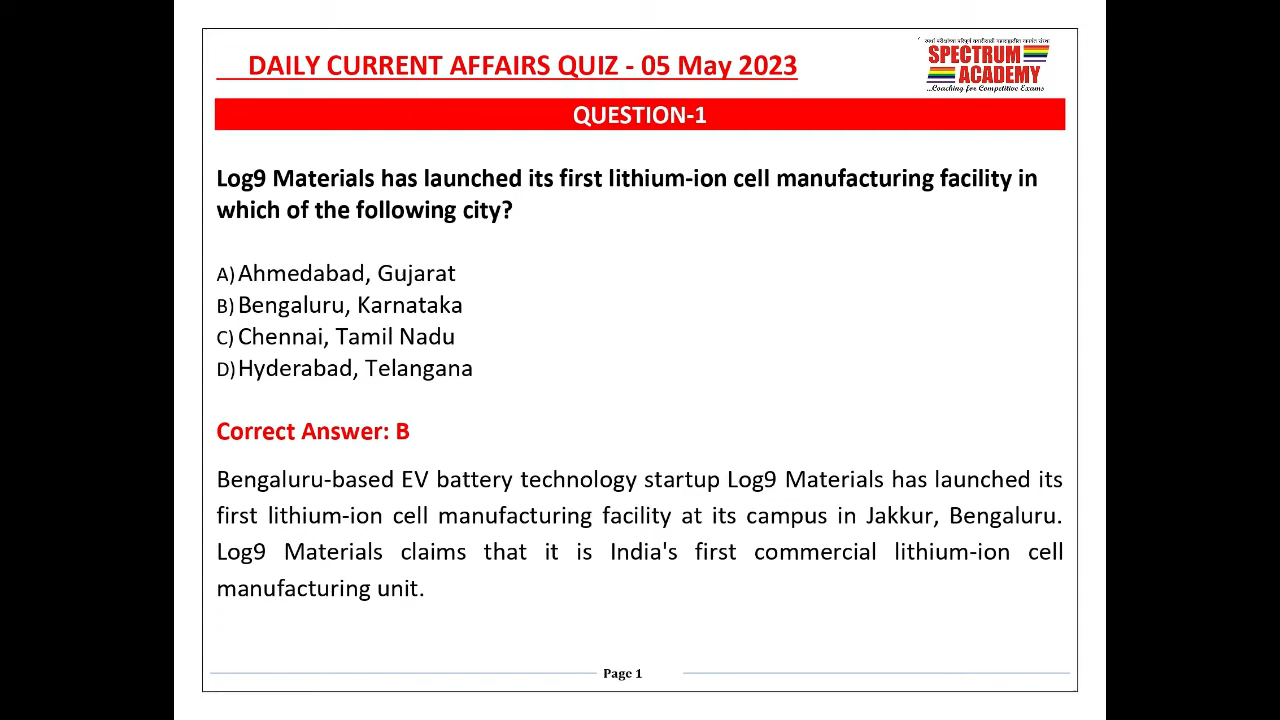 DAILY CURRENT AFFAIRS QUIZ - 05 May 2023
SPECTRUM
ACADEMY
...Coaching for Competitive Exams
QUESTION-1
Log9 Materials has launched its first lithium-ion cell manufacturing facility in
which of the following city?
A) Ahmedabad, Gujarat
B) Bengaluru, Karnataka
C) Chennai, Tamil Nadu
D) Hyderabad, Telangana
Correct Answer: B
Bengaluru-based EV battery technology startup Log9 Materials has launched its
first lithium-ion cell manufacturing facility at its campus in Jakkur, Bengaluru.
Log9 Materials claims that it is India's first commercial lithium-ion cell
manufacturing unit.
Page 1